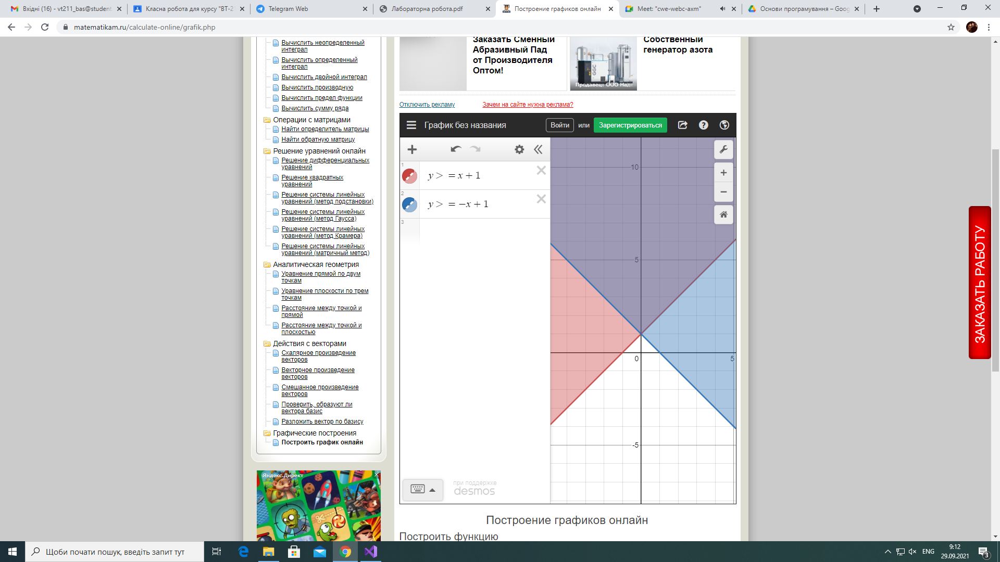 Вхідні (16) - vt211_bas@student.
Класна робота для курсу "ВТ-2
Telegram Web
Лабораторна робота.pdf
Построение графиков онлайн
Meet: "cwe-webc-axm"
Основи програмування – Goog
matematikam.ru/calculate-online/grafik.php
Вычислить неопределенный
интеграл
Вычислить определенный
интеграл
Вычислить двойной интеграл
Вычислить производную
Вычислить предел функции
Вычислить сумму ряда
Операции с матрицами
Найти определитель матрицы
Найти обратную матрицу
Решение уравнений онлайн
Решение дифференциальных
уравнений
Решение квадратных
уравнений
Решение системы линейных
уравнений (метод подстановки)
Решение системы линейных
уравнений (метод Гаусса)
Решение системы линейных
уравнений (метод Крамера)
Решение системы линейных
уравнений (матричный метод)
Аналитическая геометрия
Уравнение прямой по двум
точкам
Уравнение плоскости по трем
точкам
Расстояние между точкой и
прямой
Расстояние между точкой и
плоскостью
Действия с векторами
Скалярное произведение
векторов
Векторное произведение
векторов
Смешанное произведение
векторов
Проверить, образуют ли
вектора базис
Разложить вектор по базису
Графические построения
Построить график онлайн
Яндекс.Директ
Заказать Сменный
Абразивный Пад
от Производителя
Оптом!
GGC
Продавец: ООО Наде
Собственный
генератор азота
Отключить рекламу
Зачем на сайте нужна реклама?
График без названия
Войти
или
Зарегистрироваться
1
y > = x + 1
2
y > = −x + 1
3
10
5
0
5
-5
при поддержке
desmos
Построение графиков онлайн
Построить функцию
ЗАКАЗАТЬ РАБОТУ
Щоби почати пошук, введіть запит тут
ENG
9:12
29.09.2021
3